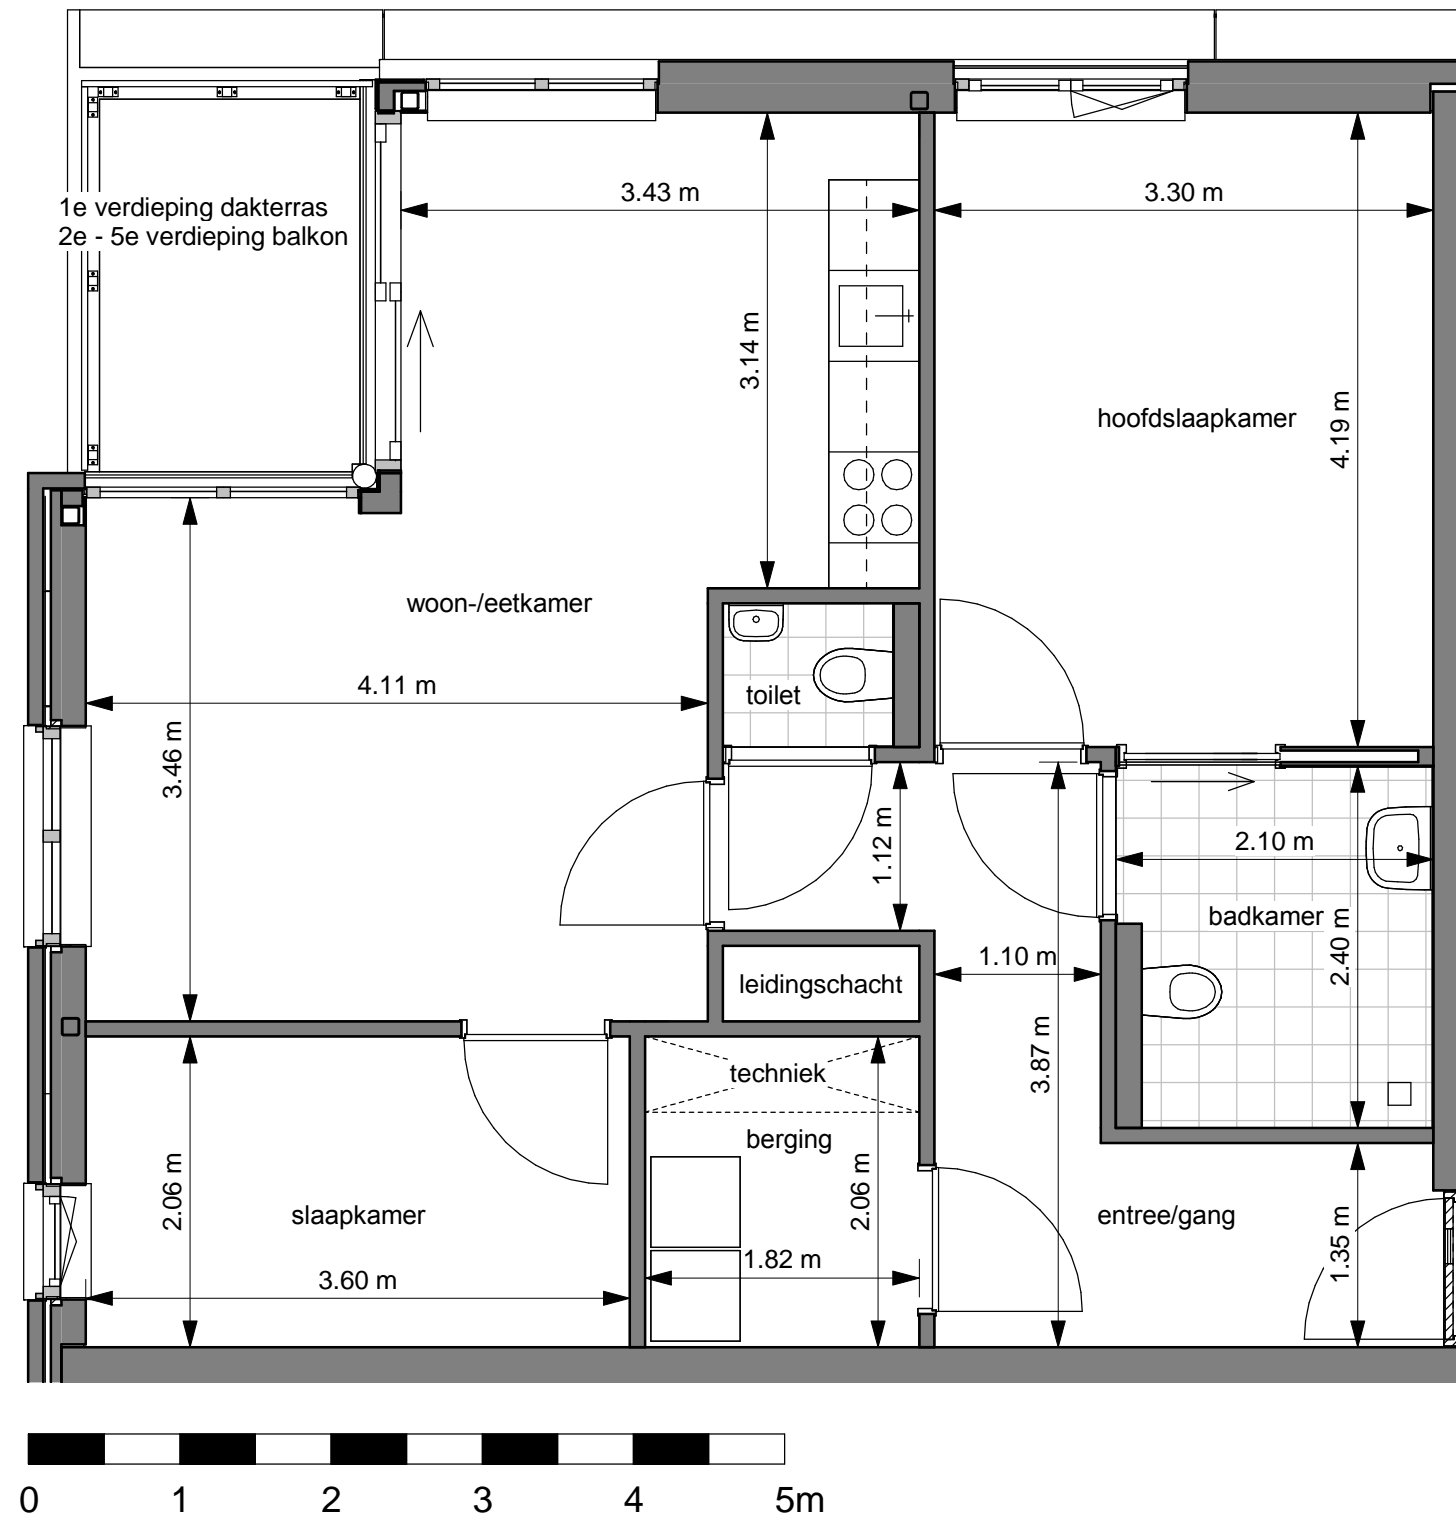 1e verdieping dakterras
2e - 5e verdieping balkon
3.43 m
3.30 m
3.14 m
hoofdslaapkamer
4.19 m
woon-/eetkamer
toilet
4.11 m
3.46 m
1.12 m
2.10 m
badkamer
2.40 m
1.10 m
leidingschacht
3.87 m
techniek
berging
2.06 m
slaapkamer
2.06 m
entree/gang
1.35 m
1.82 m
3.60 m
0 1 2 3 4 5m